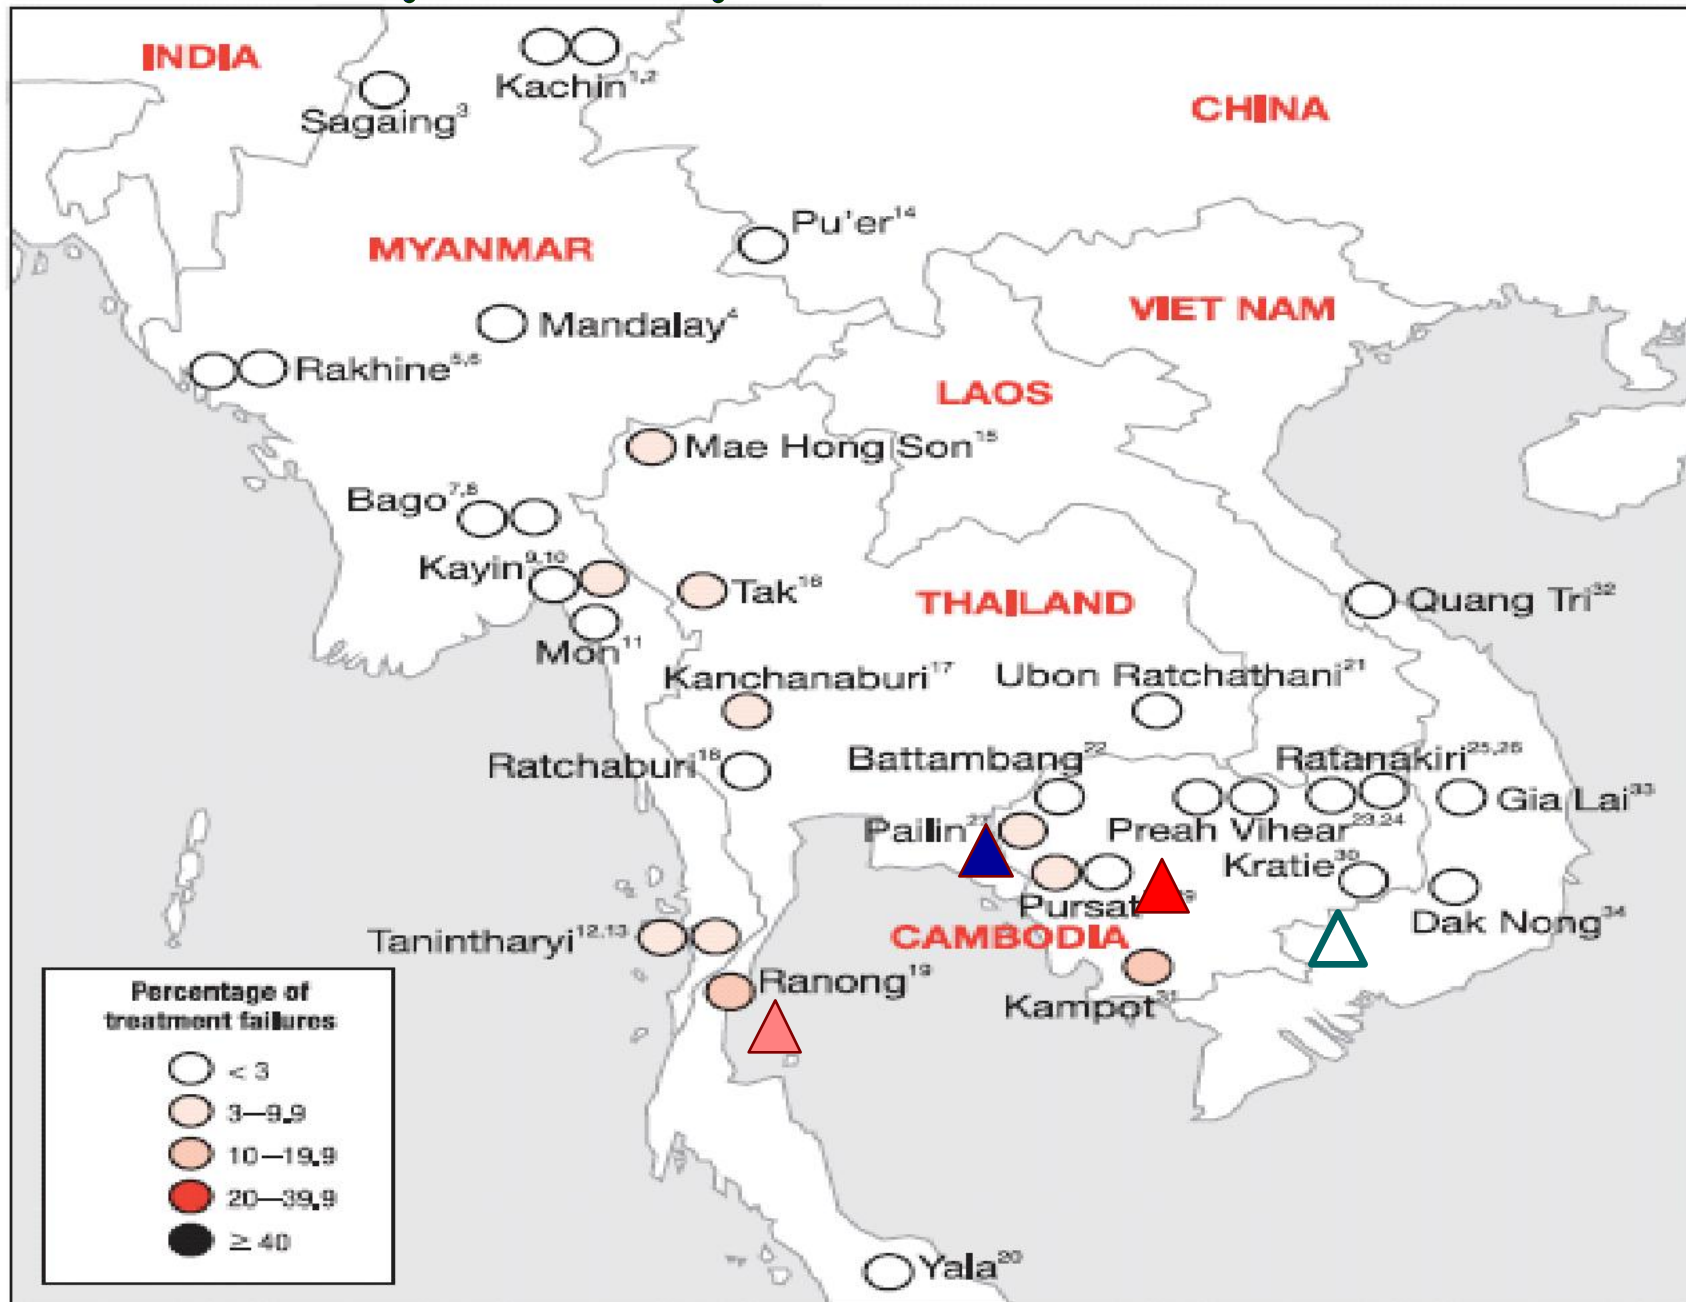 INDIA
Kachin1,2
Sagaing3
CHINA
Pu'er14
MYANMAR
VIET NAM
Mandalay4
Rakhine5,6
LAOS
Mae Hong Son15
Bago7,8
Kayin9,10
Tak16
THAILAND
Quang Tri32
Mon11
Kanchanaburi17
Ubon Ratchathani21
Ratchaburi18
Battambang22
Ratanakiri25,26
Gia Lai33
Pailin27
Preah Vihear23,24
Kratie30
Pursat
Dak Nong34
Tanintharyi12,13
CAMBODIA
Ranong19
Kampot31
Percentage of
treatment failures
< 3
3—9.9
10—19.9
20—39.9
≥ 40
Yala20